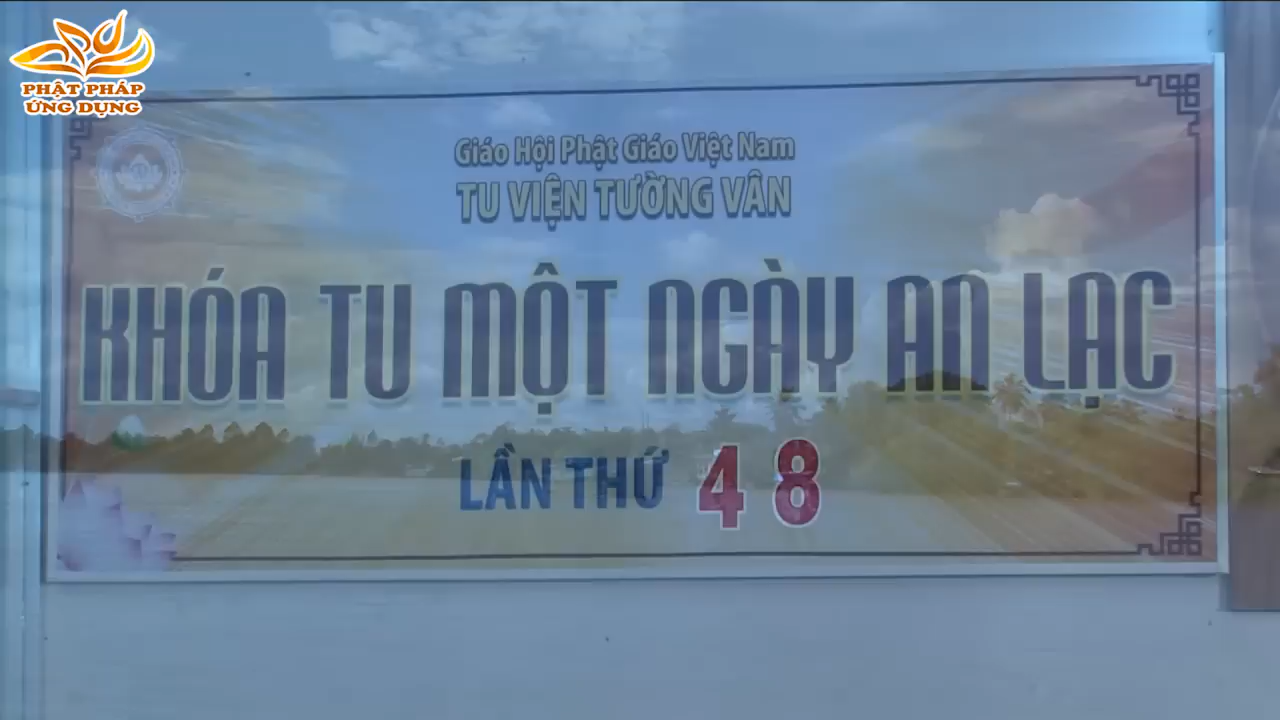 PHẬT PHÁP
ỨNG DỤNG
Giáo Hội Phật Giáo Việt Nam
TU VIỆN TƯỜNG VÂN
KHÓA TU MỘT NGÀY AN LẠC
LẦN THỨ 48